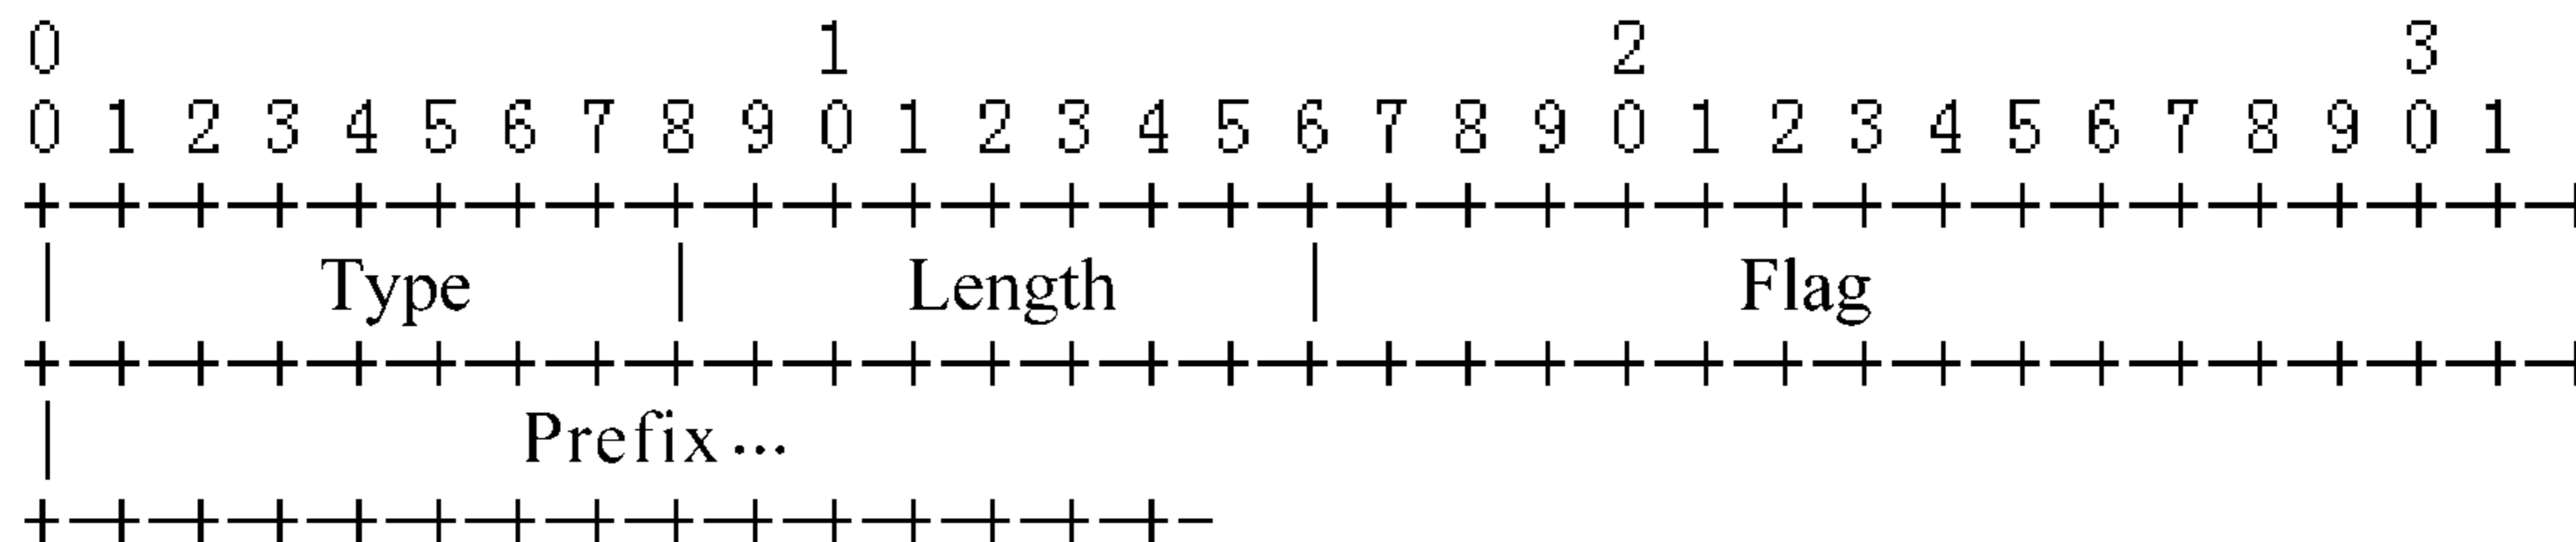 0 1 2 3
0 1 2 3 4 5 6 7 8 9 0 1 2 3 4 5 6 7 8 9 0 1 2 3 4 5 6 7 8 9 0 1
+—+—+—+—+—+—+—+—+—+—+—+—+—+—+—+—+—+—+—+—+—+—+—+—+—+—+—+—+—+—+—+—+
| Type | Length | Flag
+—+—+—+—+—+—+—+—+—+—+—+—+—+—+—+—+—+—+—+—+—+—+—+—+—+—+—+—+—+—+—+—+
| Prefix…
+—+—+—+—+—+—+—+—+—+—+—+—+—+—+–